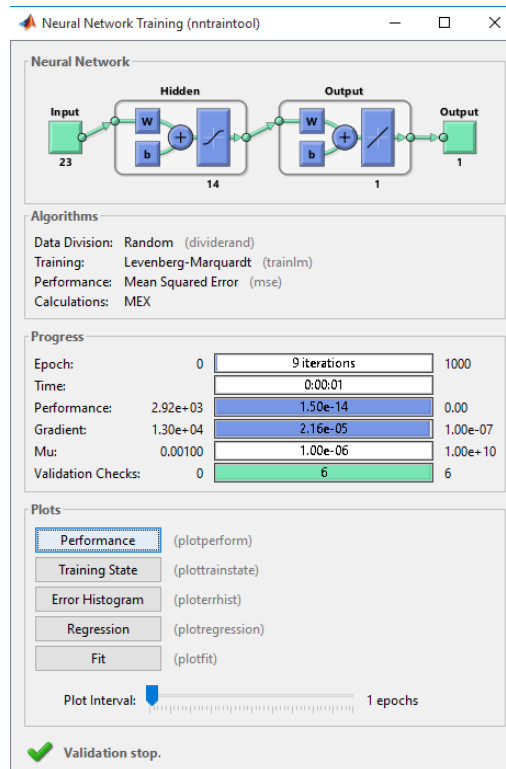 Neural Network Training (nntraintool)
Neural Network
Hidden Output
Input Output
W W
b b
23 14 1 1
Algorithms
Data Division: Random (dividerand)
Training: Levenberg-Marquardt (trainlm)
Performance: Mean Squared Error (mse)
Calculations: MEX
Progress
Epoch: 0 9 iterations 1000
Time: 0:00:01
Performance: 2.92e+03 1.50e-14 0.00
Gradient: 1.30e+04 2.16e-05 1.00e-07
Mu: 0.00100 1.00e-06 1.00e+10
Validation Checks: 0 6 6
Plots
Performance (plotperform)
Training State (plottrainstate)
Error Histogram (ploterrhist)
Regression (plotregression)
Fit (plotfit)
Plot Interval: 1 epochs
Validation stop.